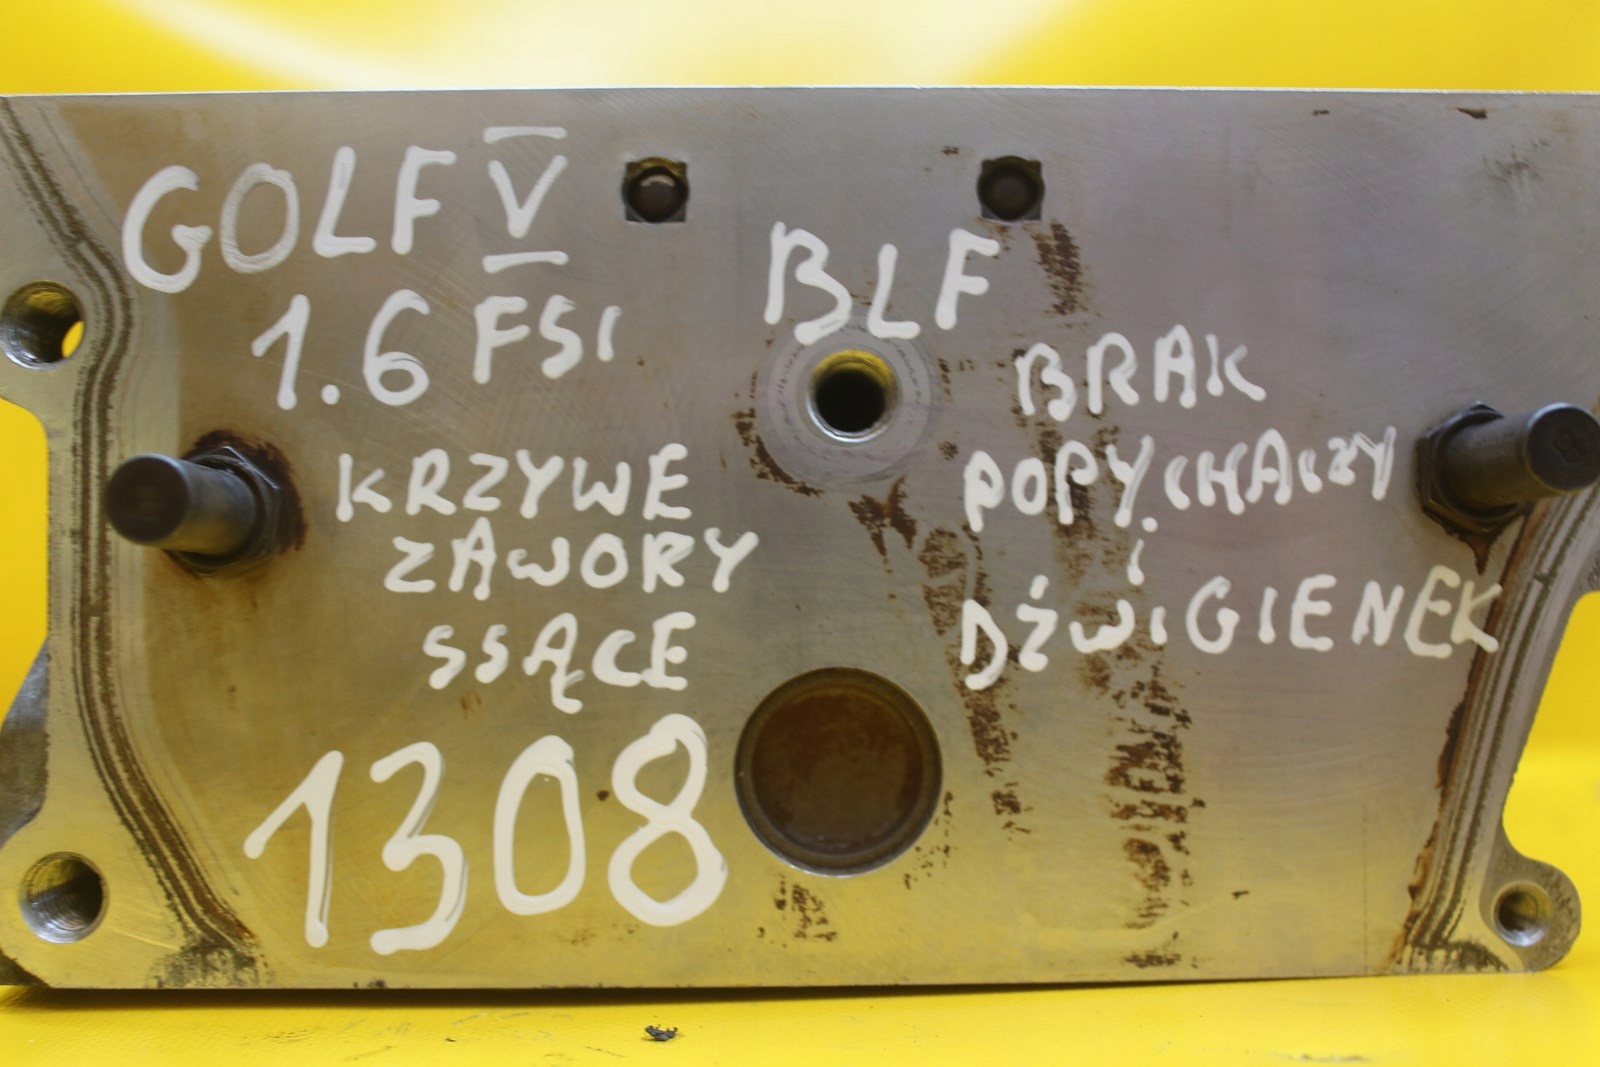 GOLF V
1.6 FSI
KRZYWE
ZAWORY
SSĄCE
1308
BLF
BRAK
POPYCHACZY
i
DŹWIGIENEK